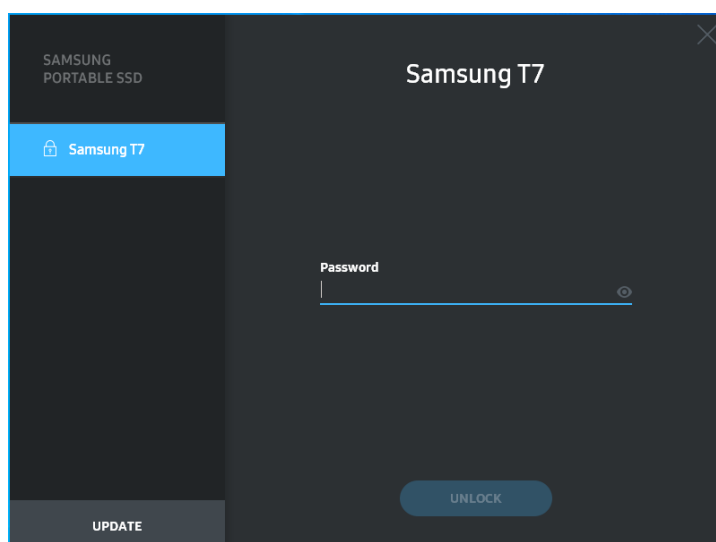 SAMSUNG
PORTABLE SSD
Samsung T7
Samsung T7
Password
UNLOCK
UPDATE